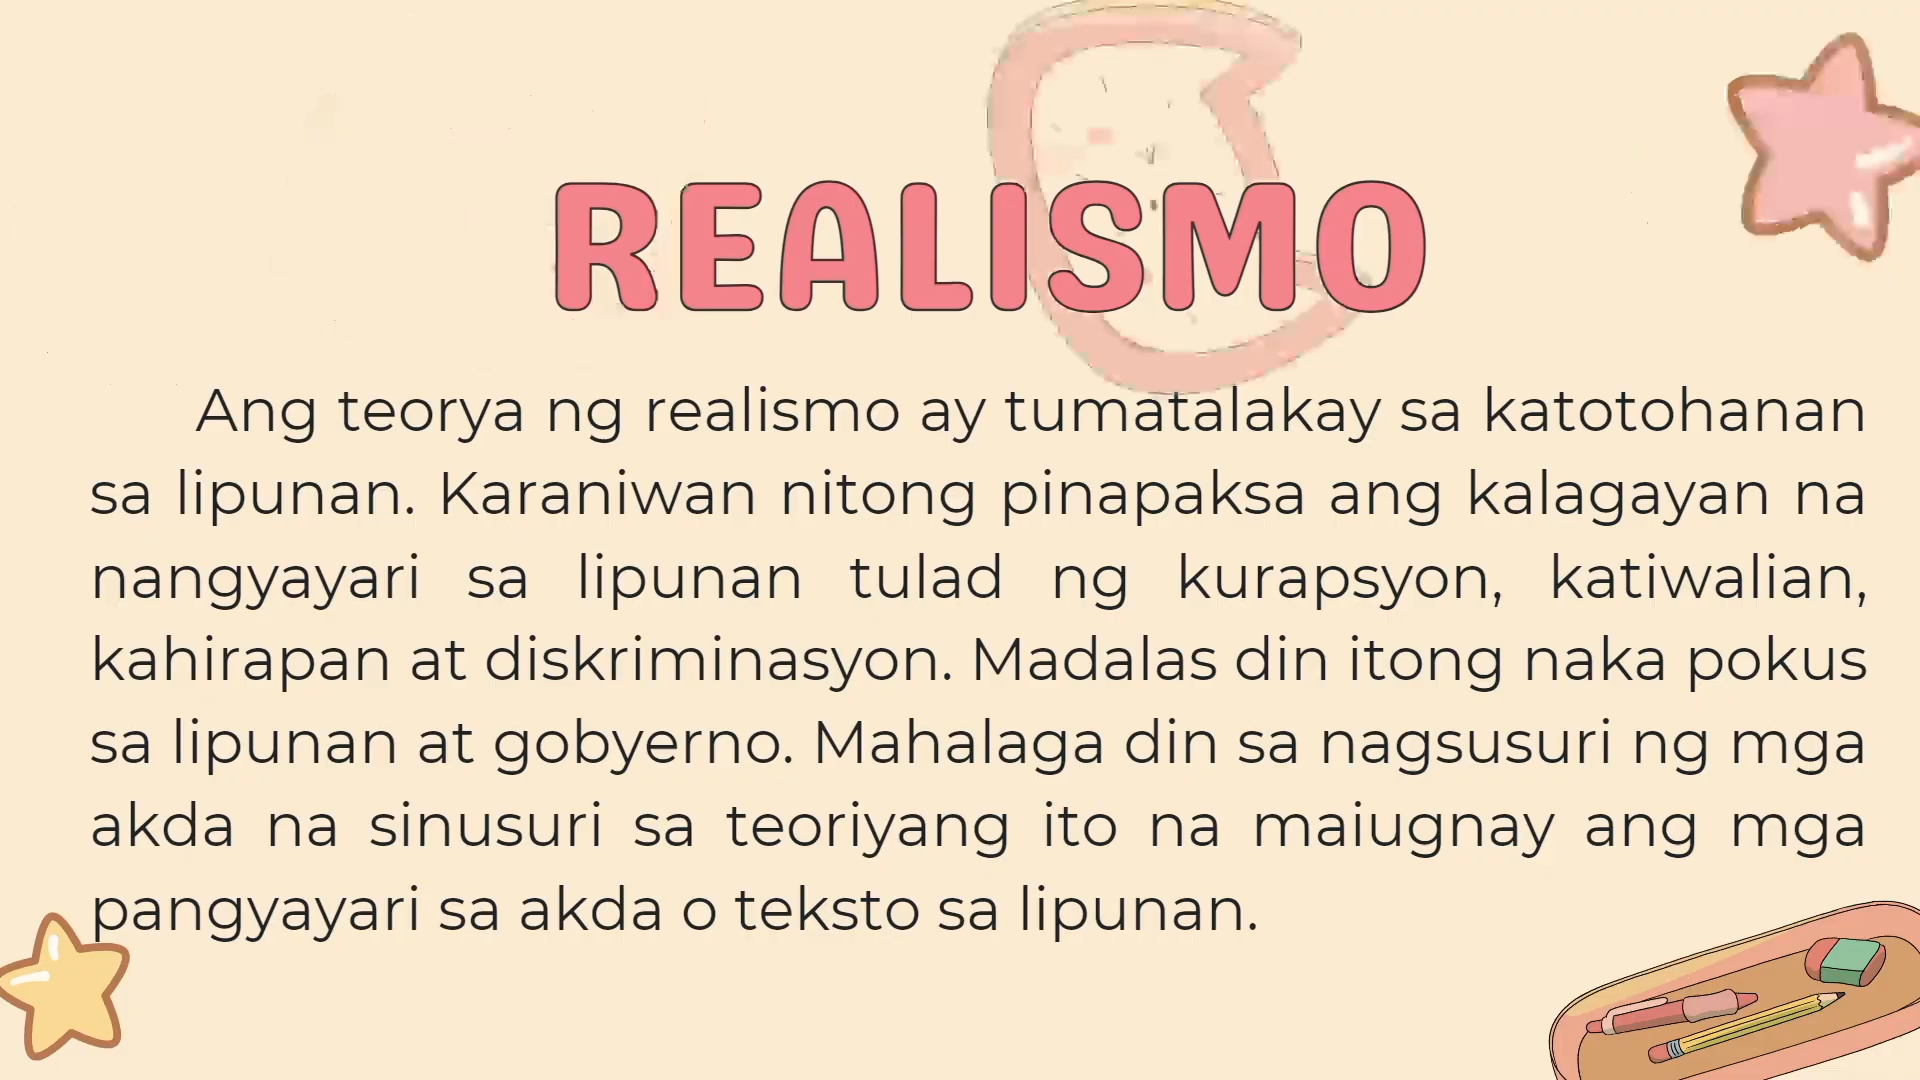 REALISMO
Ang teorya ng realismo ay tumatalakay sa katotohanan
sa lipunan. Karaniwan nitong pinapaksa ang kalagayan na
nangyayari sa lipunan tulad ng kurapsyon, katiwalian,
kahirapan at diskriminasyon. Madalas din itong naka pokus
sa lipunan at gobyerno. Mahalaga din sa nagsusuri ng mga
akda na sinusuri sa teoriyang ito na maiugnay ang mga
pangyayari sa akda o teksto sa lipunan.